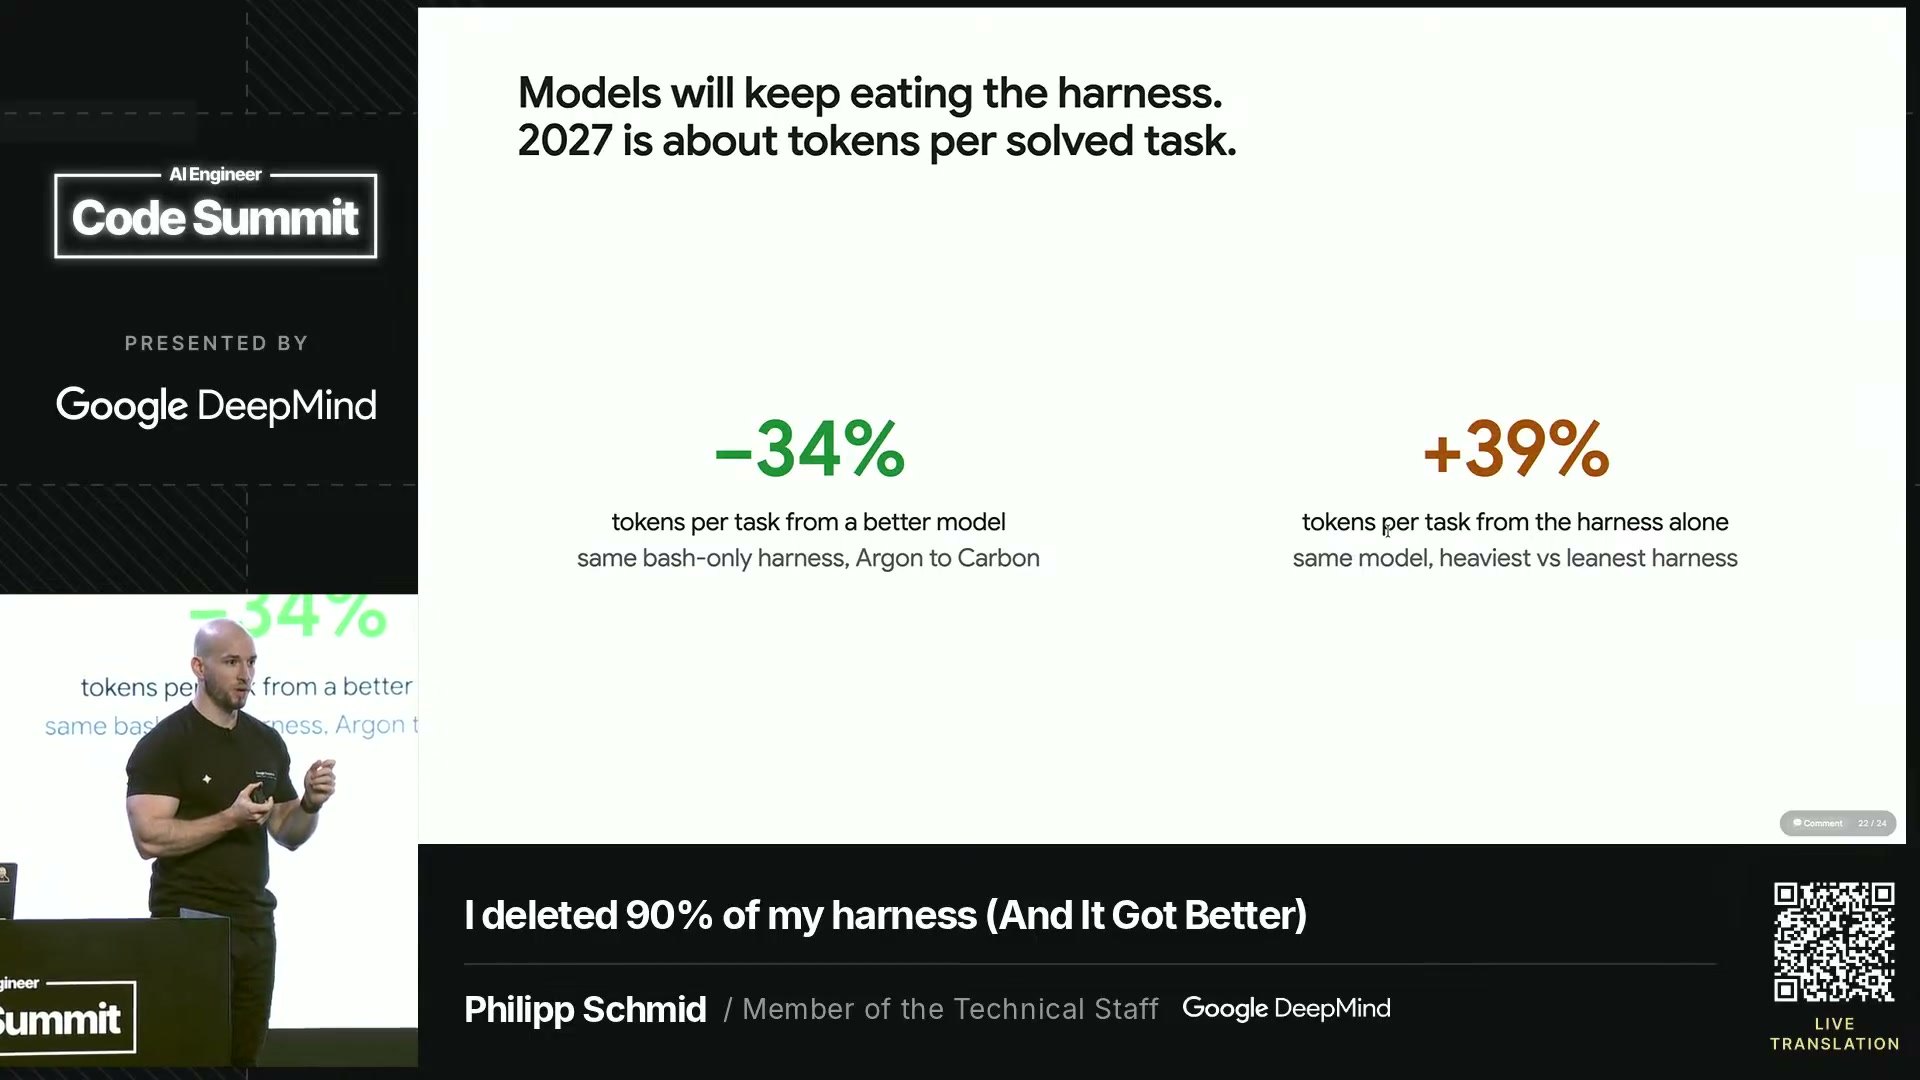 AI Engineer
Code Summit
PRESENTED BY
Google DeepMind
Models will keep eating the harness.
2027 is about tokens per solved task.
–34%
tokens per task from a better model
same bash-only harness, Argon to Carbon
+39%
tokens per task from the harness alone
same model, heaviest vs leanest harness
Comment 22 / 24
–34%
tokens per from a better
same bas ness, Argon t
gineer
Summit
I deleted 90% of my harness (And It Got Better)
Philipp Schmid / Member of the Technical Staff Google DeepMind
LIVE
TRANSLATION